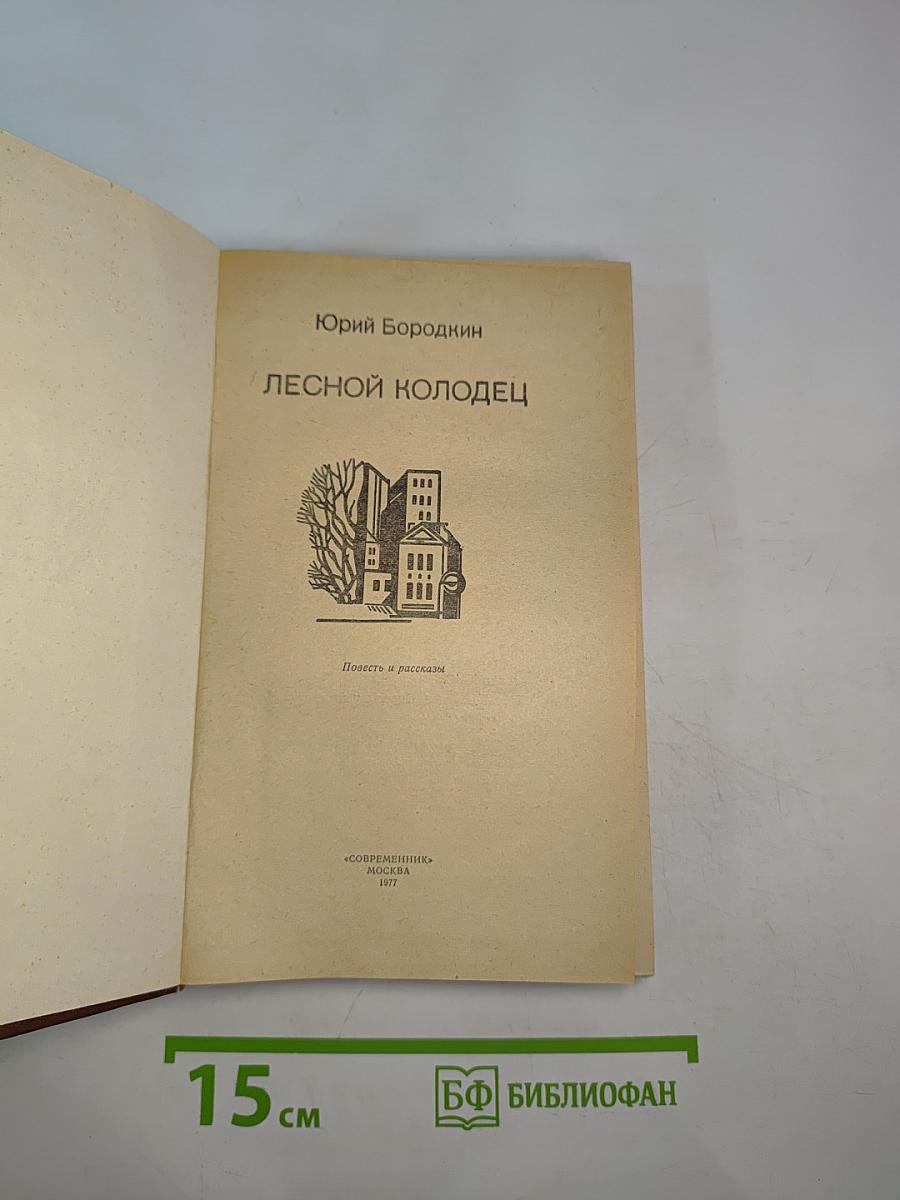 Юрий Бородкин
ЛЕСНОЙ КОЛОДЕЦ
Повесть и рассказы
«СОВРЕМЕННИК»
МОСКВА
1977
15 см
БФ БИБЛИОФАН